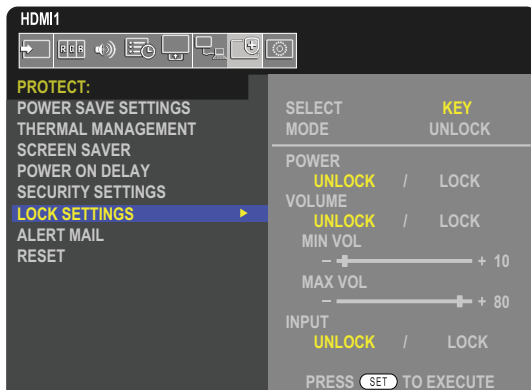 HDMI1
RGB
PROTECT:
POWER SAVE SETTINGS
THERMAL MANAGEMENT
SCREEN SAVER
POWER ON DELAY
SECURITY SETTINGS
LOCK SETTINGS
ALERT MAIL
RESET
SELECT KEY
MODE UNLOCK
POWER
UNLOCK / LOCK
VOLUME
UNLOCK / LOCK
MIN VOL
− + 10
MAX VOL
− + 80
INPUT
UNLOCK / LOCK
PRESS SET TO EXECUTE